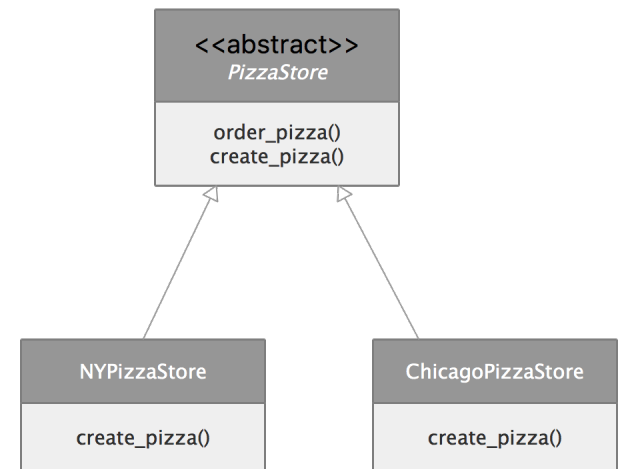 <<abstract>>
PizzaStore
order_pizza()
create_pizza()
NYPizzaStore
ChicagoPizzaStore
create_pizza()
create_pizza()